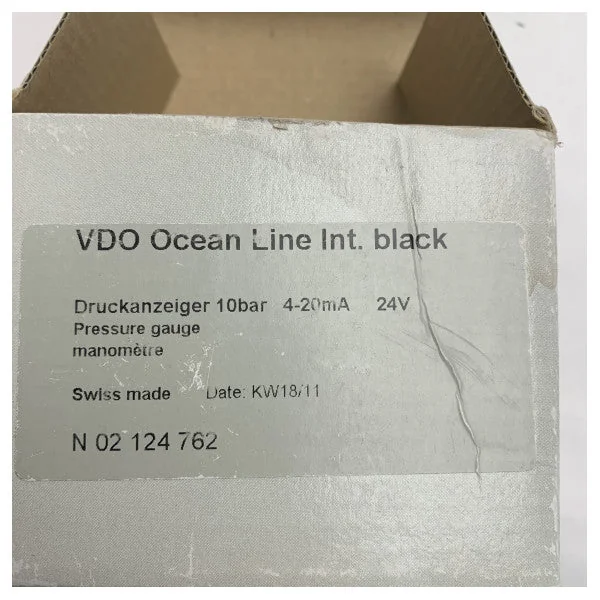 VDO Ocean Line Int. black
Druckanzeiger 10bar 4-20mA 24V
Pressure gauge
manomètre
Swiss made Date: KW18/11
N 02 124 762